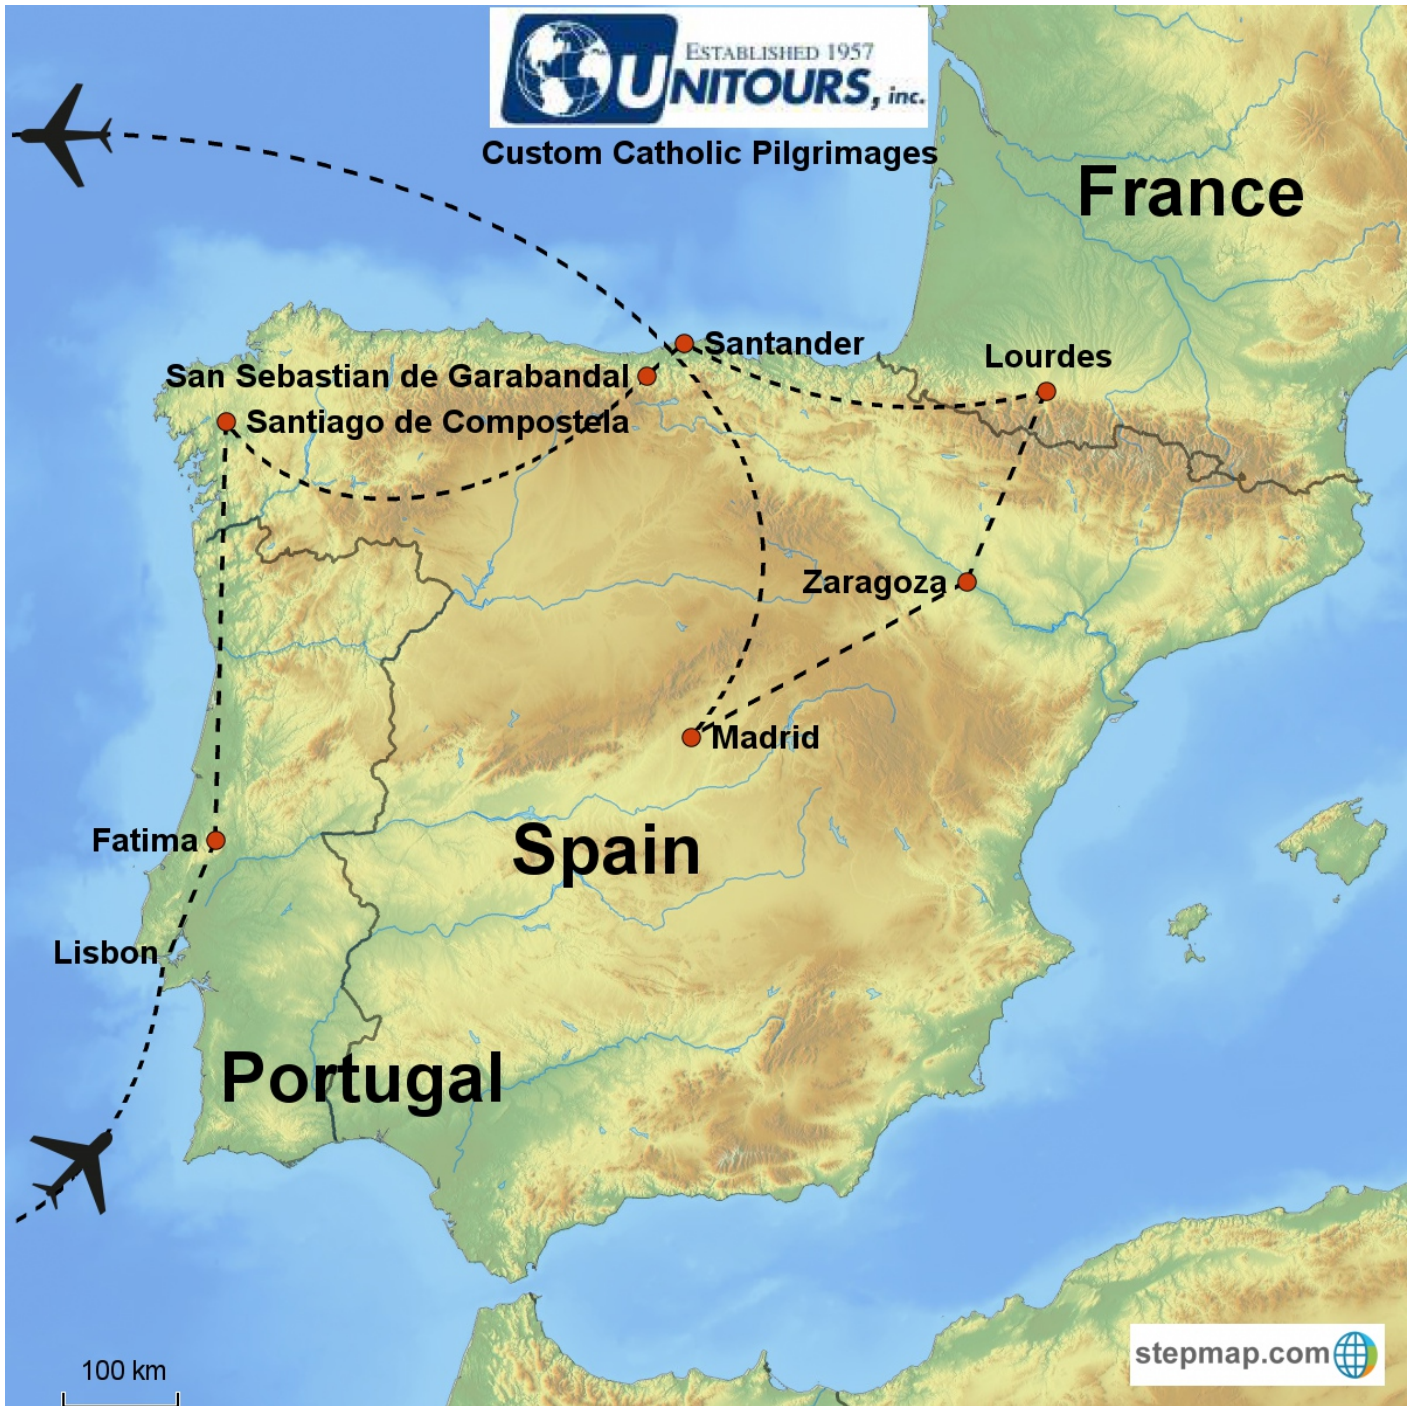 ESTABLISHED 1957
UNITOURS, inc.
Custom Catholic Pilgrimages
France
Santander
Lourdes
San Sebastian de Garabandal
Santiago de Compostela
Zaragoza
Madrid
Fatima
Spain
Lisbon
Portugal
stepmap.com
100 km